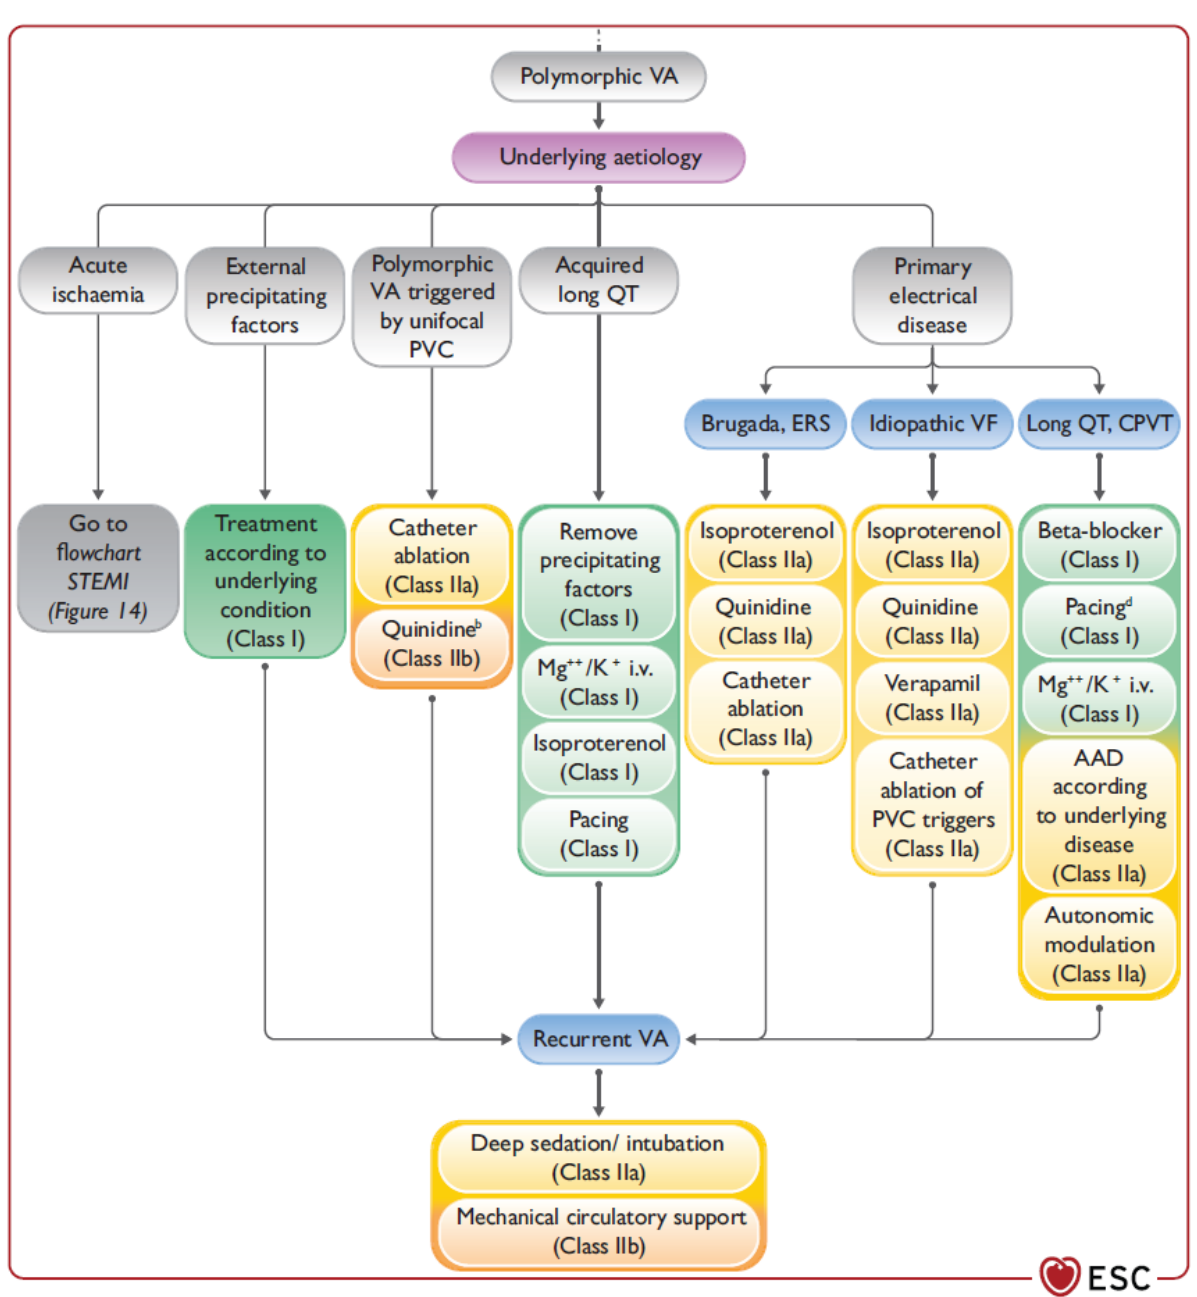 Polymorphic VA
Underlying aetiology
Acute
ischaemia
External
precipitating
factors
Polymorphic
VA triggered
by unifocal
PVC
Acquired
long QT
Primary
electrical
disease
Brugada, ERS
Idiopathic VF
Long QT, CPVT
Go to
flowchart
STEMI
(Figure 14)
Treatment
according to
underlying
condition
(Class I)
Catheter
ablation
(Class IIa)
Quinidineᵇ
(Class IIb)
Remove
precipitating
factors
(Class I)
Mg⁺⁺/K⁺ i.v.
(Class I)
Isoproterenol
(Class I)
Pacing
(Class I)
Isoproterenol
(Class IIa)
Quinidine
(Class IIa)
Catheter
ablation
(Class IIa)
Isoproterenol
(Class IIa)
Quinidine
(Class IIa)
Verapamil
(Class IIa)
Catheter
ablation of
PVC triggers
(Class IIa)
Beta-blocker
(Class I)
Pacingᵈ
(Class I)
Mg⁺⁺/K⁺ i.v.
(Class I)
AAD
according
to underlying
disease
(Class IIa)
Autonomic
modulation
(Class IIa)
Recurrent VA
Deep sedation/ intubation
(Class IIa)
Mechanical circulatory support
(Class IIb)
ESC